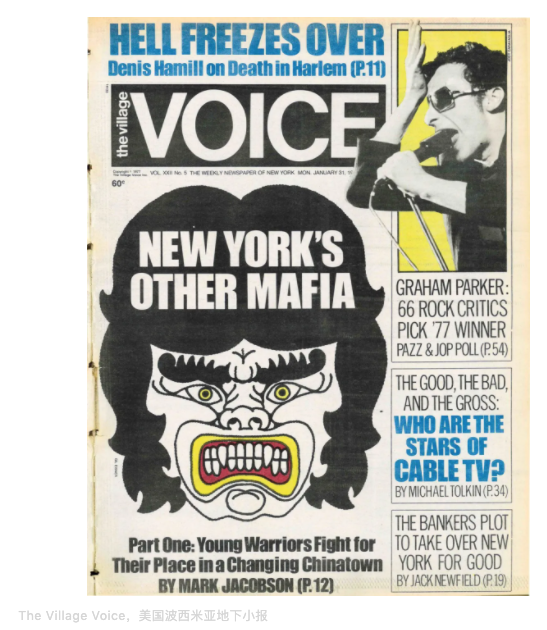 HELL FREEZES OVER
Denis Hamill on Death in Harlem (P.11)
the village
VOICE
VOL. XXIII No. 5 THE WEEKLY NEWSPAPER OF NEW YORK MON. JANUARY 31,
60¢
NEW YORK'S
OTHER MAFIA
Part One: Young Warriors Fight for
Their Place in a Changing Chinatown
BY MARK JACOBSON (P.12)
GRAHAM PARKER:
66 ROCK CRITICS
PICK '77 WINNER
PAZZ & JOP POLL (P.54)
THE GOOD, THE BAD,
AND THE GROSS:
WHO ARE THE
STARS OF
CABLE TV?
BY MICHAEL TOLKIN (P.34)
THE BANKERS PLOT
TO TAKE OVER NEW
YORK FOR GOOD
BY JACK NEWFIELD (P.19)
The Village Voice，美国波西米亚地下小报